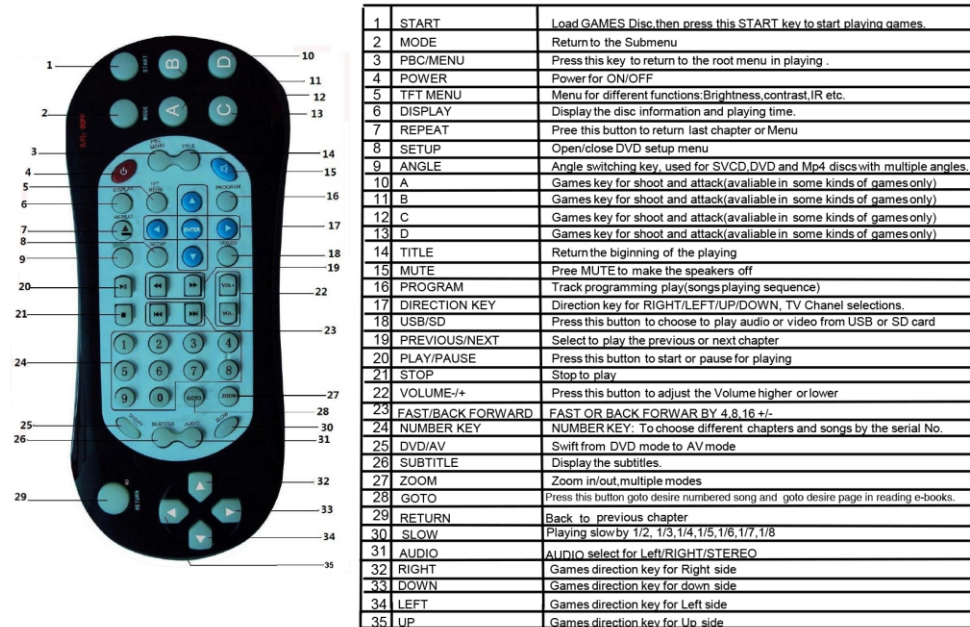 1 START Load GAMES Disc,then press this START key to start playing games.
2 MODE Return to the Submenu
3 PBC/MENU Press this key to return to the root menu in playing .
4 POWER Power for ON/OFF
5 TFT MENU Menu for different functions:Brightness,contrast,IR etc.
6 DISPLAY Display the disc information and playing time.
7 REPEAT Pree this button to return last chapter or Menu
8 SETUP Open/close DVD setup menu
9 ANGLE Angle switching key, used for SVCD,DVD and Mp4 discs with multiple angles.
10 A Games key for shoot and attack(avaliable in some kinds of games only)
11 B Games key for shoot and attack(avaliable in some kinds of games only)
12 C Games key for shoot and attack(avaliable in some kinds of games only)
13 D Games key for shoot and attack(avaliable in some kinds of games only)
14 TITLE Return the biginning of the playing
15 MUTE Pree MUTE to make the speakers off
16 PROGRAM Track programming play(songs playing sequence)
17 DIRECTION KEY Direction key for RIGHT/LEFT/UP/DOWN, TV Chanel selections.
18 USB/SD Press this button to choose to play audio or video from USB or SD card
19 PREVIOUS/NEXT Select to play the previous or next chapter
20 PLAY/PAUSE Press this button to start or pause for playing
21 STOP Stop to play
22 VOLUME-/+ Press this button to adjust the Volume higher or lower
23 FAST/BACK FORWARD FAST OR BACK FORWAR BY 4,8,16 +/-
24 NUMBER KEY NUMBER KEY: To choose different chapters and songs by the serial No.
25 DVD/AV Swift from DVD mode to AV mode
26 SUBTITLE Display the subtitles.
27 ZOOM Zoom in/out,multiple modes
28 GOTO Press this button goto desire numbered song and goto desire page in reading e-books.
29 RETURN Back to previous chapter
30 SLOW Playing slow by 1/2, 1/3,1/4,1/5,1/6,1/7,1/8
31 AUDIO AUDIO select for Left/RIGHT/STEREO
32 RIGHT Games direction key for Right side
33 DOWN Games direction key for down side
34 LEFT Games direction key for Left side
35 UP Games direction key for Up side
1
2
3
4
5
6
7
8
9
20
21
24
25
26
29
10
11
12
13
14
15
16
17
18
19
22
23
27
28
30
31
32
33
34
35
START
B
D
MODE
A
C
PBC MENU
TITLE
DISPLAY
TFT MENU
PROGRAM
REPEAT
ENTER
SETUP
USB/SD
VOL+
VOL-
1 2 3 4
5 6 7 8
9 0 GOTO ZOOM
DVD/AV
SUBTITLE
AUDIO
SLOW
RETURN